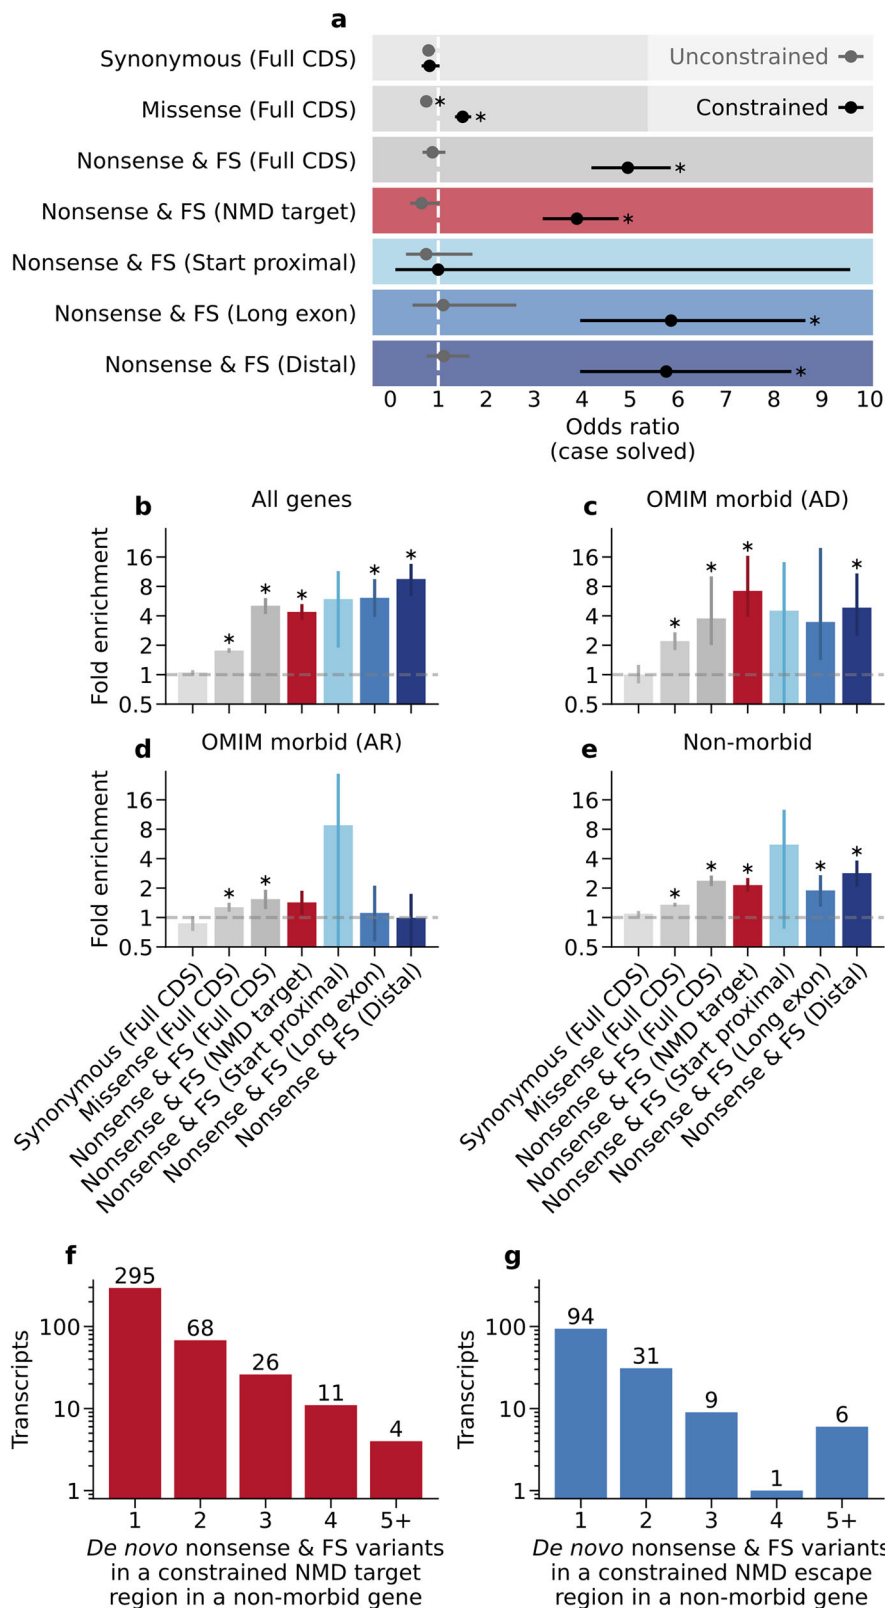 a
Synonymous (Full CDS)
Unconstrained
Missense (Full CDS)
*
*
Constrained
Nonsense & FS (Full CDS)
*
Nonsense & FS (NMD target)
*
Nonsense & FS (Start proximal)
Nonsense & FS (Long exon)
*
Nonsense & FS (Distal)
*
0 1 2 3 4 5 6 7 8 9 10
Odds ratio
(case solved)
b
All genes
Fold enrichment
16
8
4
2
1
0.5
* * * * *
c
OMIM morbid (AD)
Fold enrichment
16
8
4
2
1
0.5
* * * *
d
OMIM morbid (AR)
Fold enrichment
16
8
4
2
1
0.5
* *
Synonymous (Full CDS)
Missense (Full CDS)
Nonsense & FS (Full CDS)
Nonsense & FS (NMD target)
Nonsense & FS (Start proximal)
Nonsense & FS (Long exon)
Nonsense & FS (Distal)
e
Non-morbid
Fold enrichment
16
8
4
2
1
0.5
* * * * *
Synonymous (Full CDS)
Missense (Full CDS)
Nonsense & FS (Full CDS)
Nonsense & FS (NMD target)
Nonsense & FS (Start proximal)
Nonsense & FS (Long exon)
Nonsense & FS (Distal)
f
Transcripts
100
10
1
295
68
26
11
4
1 2 3 4 5+
De novo nonsense & FS variants
in a constrained NMD target
region in a non-morbid gene
g
Transcripts
100
10
1
94
31
9
1
6
1 2 3 4 5+
De novo nonsense & FS variants
in a constrained NMD escape
region in a non-morbid gene